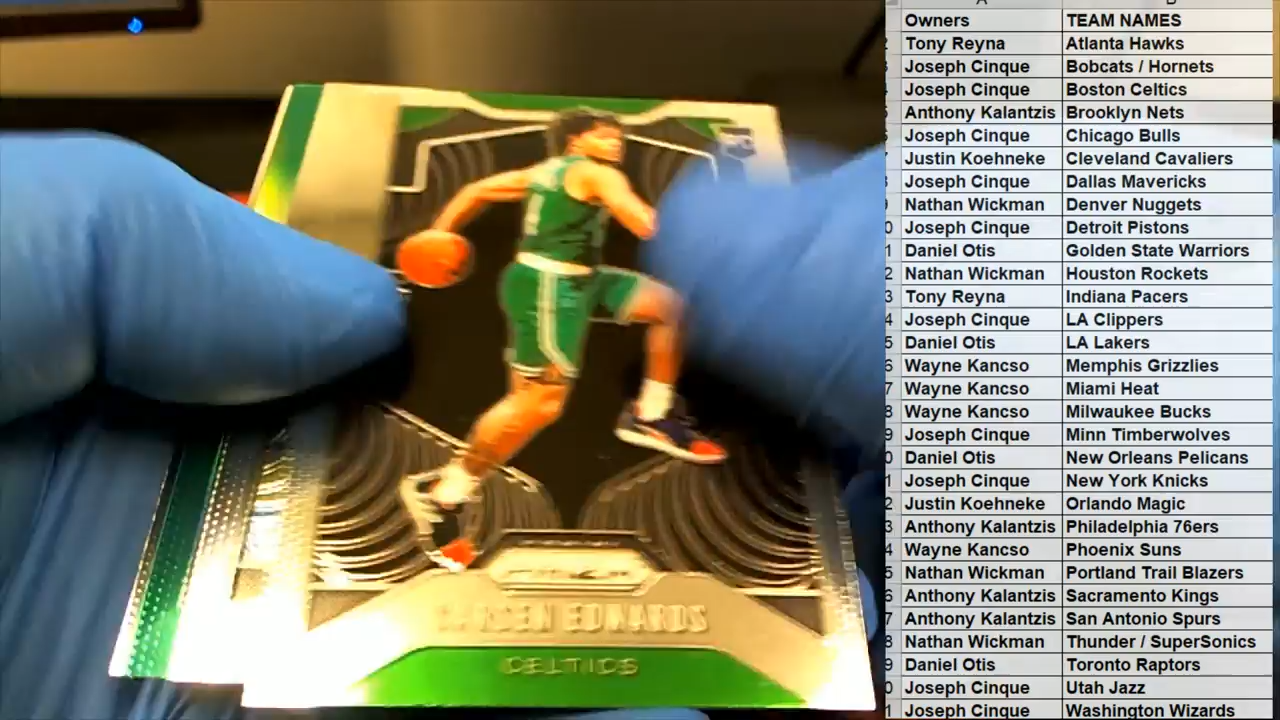 CARSEN EDWARDS
CELTICS
Owners TEAM NAMES
Tony Reyna Atlanta Hawks
Joseph Cinque Bobcats / Hornets
Joseph Cinque Boston Celtics
Anthony Kalantzis Brooklyn Nets
Joseph Cinque Chicago Bulls
Justin Koehneke Cleveland Cavaliers
Joseph Cinque Dallas Mavericks
Nathan Wickman Denver Nuggets
Joseph Cinque Detroit Pistons
Daniel Otis Golden State Warriors
Nathan Wickman Houston Rockets
Tony Reyna Indiana Pacers
Joseph Cinque LA Clippers
Daniel Otis LA Lakers
Wayne Kancso Memphis Grizzlies
Wayne Kancso Miami Heat
Wayne Kancso Milwaukee Bucks
Joseph Cinque Minn Timberwolves
Daniel Otis New Orleans Pelicans
Joseph Cinque New York Knicks
Justin Koehneke Orlando Magic
Anthony Kalantzis Philadelphia 76ers
Wayne Kancso Phoenix Suns
Nathan Wickman Portland Trail Blazers
Anthony Kalantzis Sacramento Kings
Anthony Kalantzis San Antonio Spurs
Nathan Wickman Thunder / SuperSonics
Daniel Otis Toronto Raptors
Joseph Cinque Utah Jazz
Joseph Cinque Washington Wizards